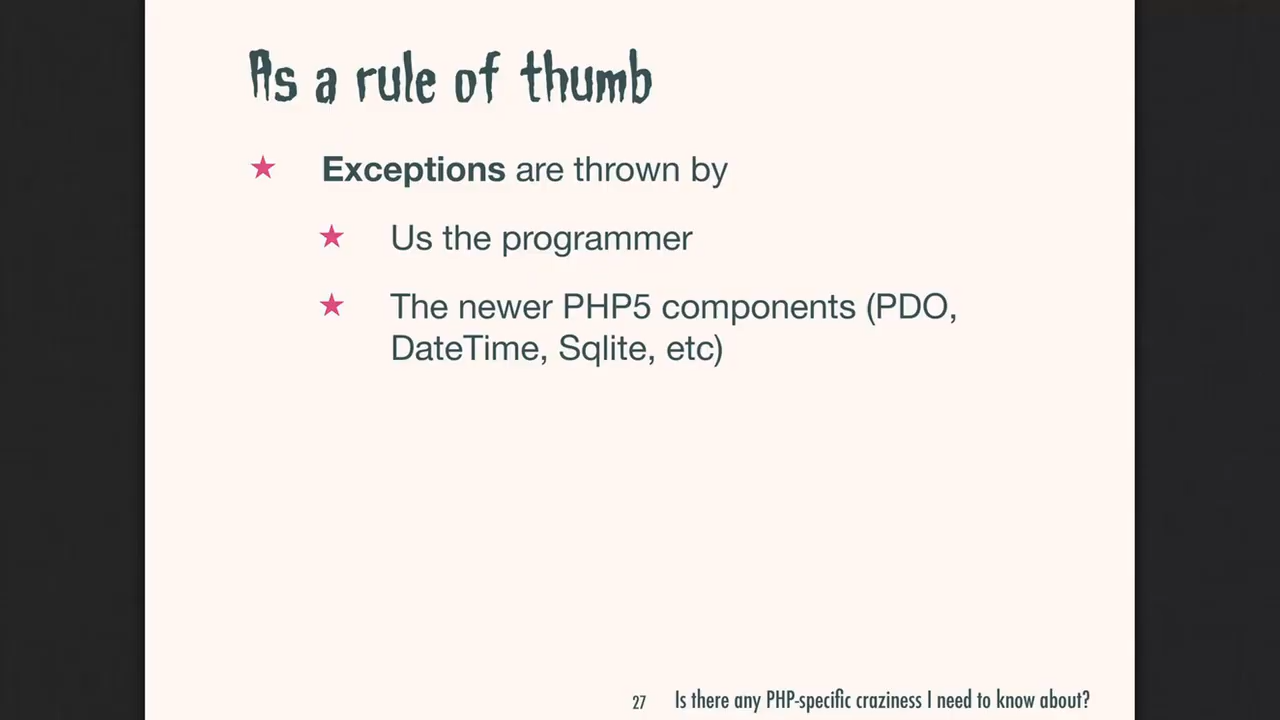 As a rule of thumb
Exceptions are thrown by
Us the programmer
The newer PHP5 components (PDO,
DateTime, Sqlite, etc)
27 Is there any PHP-specific craziness I need to know about?